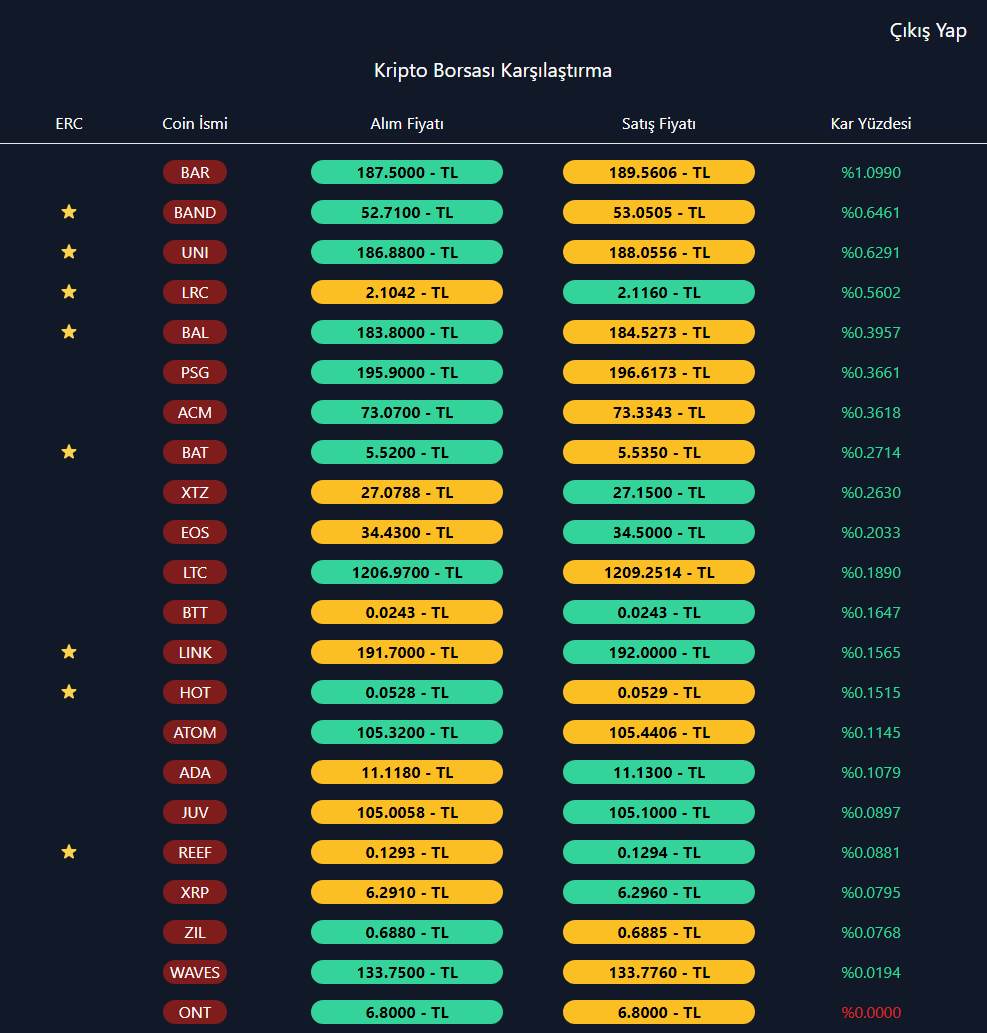 Çıkış Yap
Kripto Borsası Karşılaştırma
ERC Coin İsmi Alım Fiyatı Satış Fiyatı Kar Yüzdesi
BAR 187.5000 - TL 189.5606 - TL %1.0990
BAND 52.7100 - TL 53.0505 - TL %0.6461
UNI 186.8800 - TL 188.0556 - TL %0.6291
LRC 2.1042 - TL 2.1160 - TL %0.5602
BAL 183.8000 - TL 184.5273 - TL %0.3957
PSG 195.9000 - TL 196.6173 - TL %0.3661
ACM 73.0700 - TL 73.3343 - TL %0.3618
BAT 5.5200 - TL 5.5350 - TL %0.2714
XTZ 27.0788 - TL 27.1500 - TL %0.2630
EOS 34.4300 - TL 34.5000 - TL %0.2033
LTC 1206.9700 - TL 1209.2514 - TL %0.1890
BTT 0.0243 - TL 0.0243 - TL %0.1647
LINK 191.7000 - TL 192.0000 - TL %0.1565
HOT 0.0528 - TL 0.0529 - TL %0.1515
ATOM 105.3200 - TL 105.4406 - TL %0.1145
ADA 11.1180 - TL 11.1300 - TL %0.1079
JUV 105.0058 - TL 105.1000 - TL %0.0897
REEF 0.1293 - TL 0.1294 - TL %0.0881
XRP 6.2910 - TL 6.2960 - TL %0.0795
ZIL 0.6880 - TL 0.6885 - TL %0.0768
WAVES 133.7500 - TL 133.7760 - TL %0.0194
ONT 6.8000 - TL 6.8000 - TL %0.0000